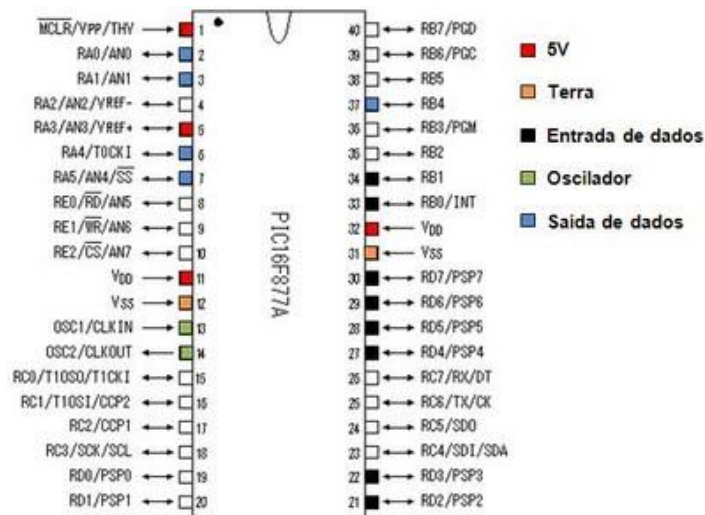 MCLR/VPP/THV 1
RA0/AN0 2
RA1/AN1 3
RA2/AN2/VREF- 4
RA3/AN3/VREF+ 5
RA4/T0CKI 6
RA5/AN4/SS 7
RE0/RD/AN5 8
RE1/WR/AN6 9
RE2/CS/AN7 10
VDD 11
VSS 12
OSC1/CLKIN 13
OSC2/CLKOUT 14
RC0/T1OSO/T1CKI 15
RC1/T1OSI/CCP2 16
RC2/CCP1 17
RC3/SCK/SCL 18
RD0/PSP0 19
RD1/PSP1 20
PIC16F877A
40 RB7/PGD
39 RB6/PGC
38 RB5
37 RB4
36 RB3/PGM
35 RB2
34 RB1
33 RB0/INT
32 VDD
31 VSS
30 RD7/PSP7
29 RD6/PSP6
28 RD5/PSP5
27 RD4/PSP4
26 RC7/RX/DT
25 RC6/TX/CK
24 RC5/SDO
23 RC4/SDI/SDA
22 RD3/PSP3
21 RD2/PSP2
5V
Terra
Entrada de dados
Oscilador
Saida de dados